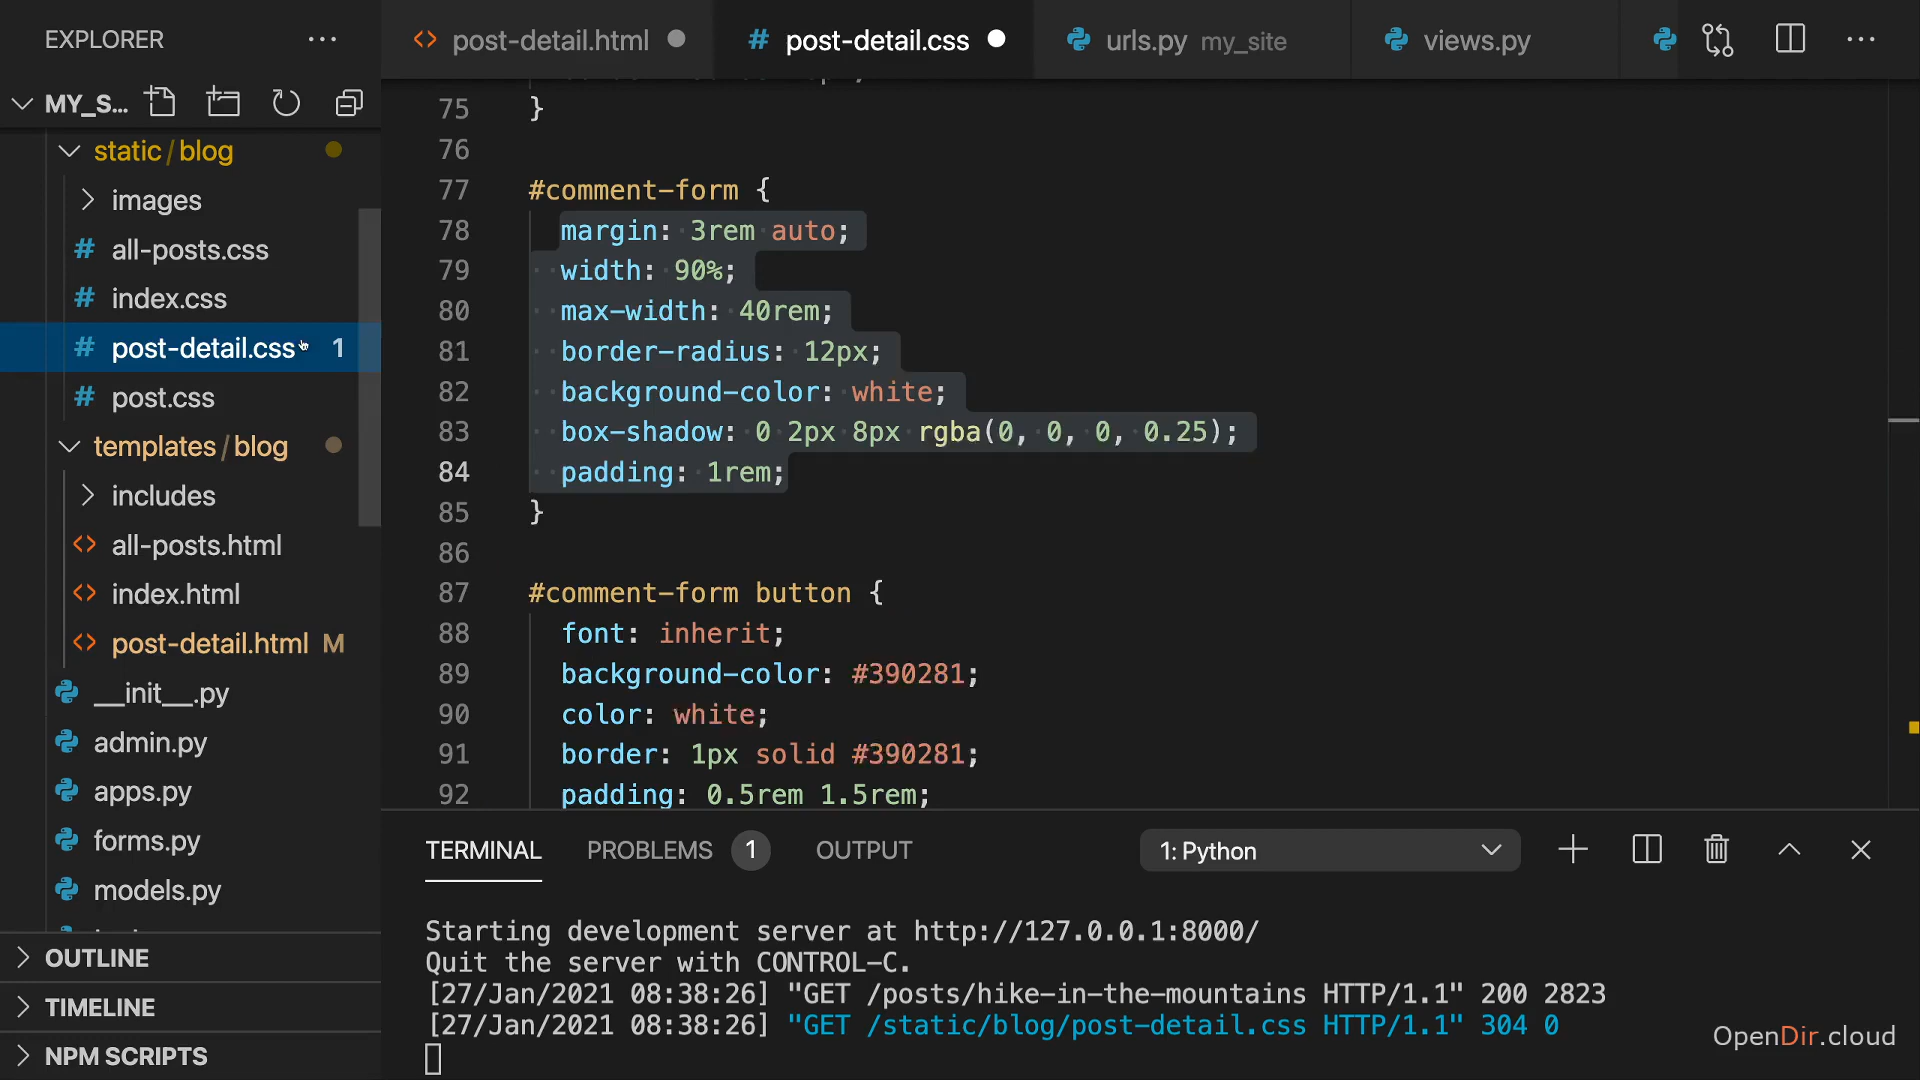 EXPLORER
post-detail.html
# post-detail.css
urls.py my_site
views.py
MY_S...
static/blog
images
# all-posts.css
# index.css
# post-detail.css 1
# post.css
templates/blog
includes
<> all-posts.html
<> index.html
<> post-detail.html M
__init__.py
admin.py
apps.py
forms.py
models.py
OUTLINE
TIMELINE
NPM SCRIPTS
75 }
76
77 #comment-form {
78 margin: 3rem auto;
79 width: 90%;
80 max-width: 40rem;
81 border-radius: 12px;
82 background-color: white;
83 box-shadow: 0 2px 8px rgba(0, 0, 0, 0.25);
84 padding: 1rem;
85 }
86
87 #comment-form button {
88 font: inherit;
89 background-color: #390281;
90 color: white;
91 border: 1px solid #390281;
92 padding: 0.5rem 1.5rem;
TERMINAL PROBLEMS 1 OUTPUT 1: Python
Starting development server at http://127.0.0.1:8000/
Quit the server with CONTROL-C.
[27/Jan/2021 08:38:26] "GET /posts/hike-in-the-mountains HTTP/1.1" 200 2823
[27/Jan/2021 08:38:26] "GET /static/blog/post-detail.css HTTP/1.1" 304 0
OpenDir.cloud